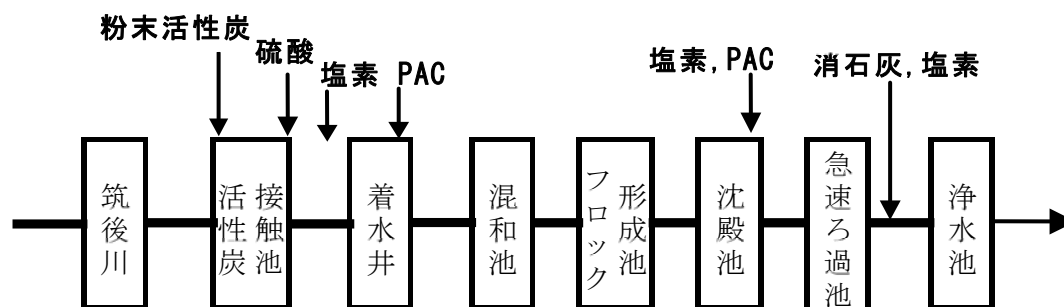 粉末活性炭
硫酸
塩素 PAC
塩素,PAC
消石灰,塩素
筑後川
活性炭
接触池
着水井
混和池
フロック
形成池
沈殿池
急速ろ過池
浄水池